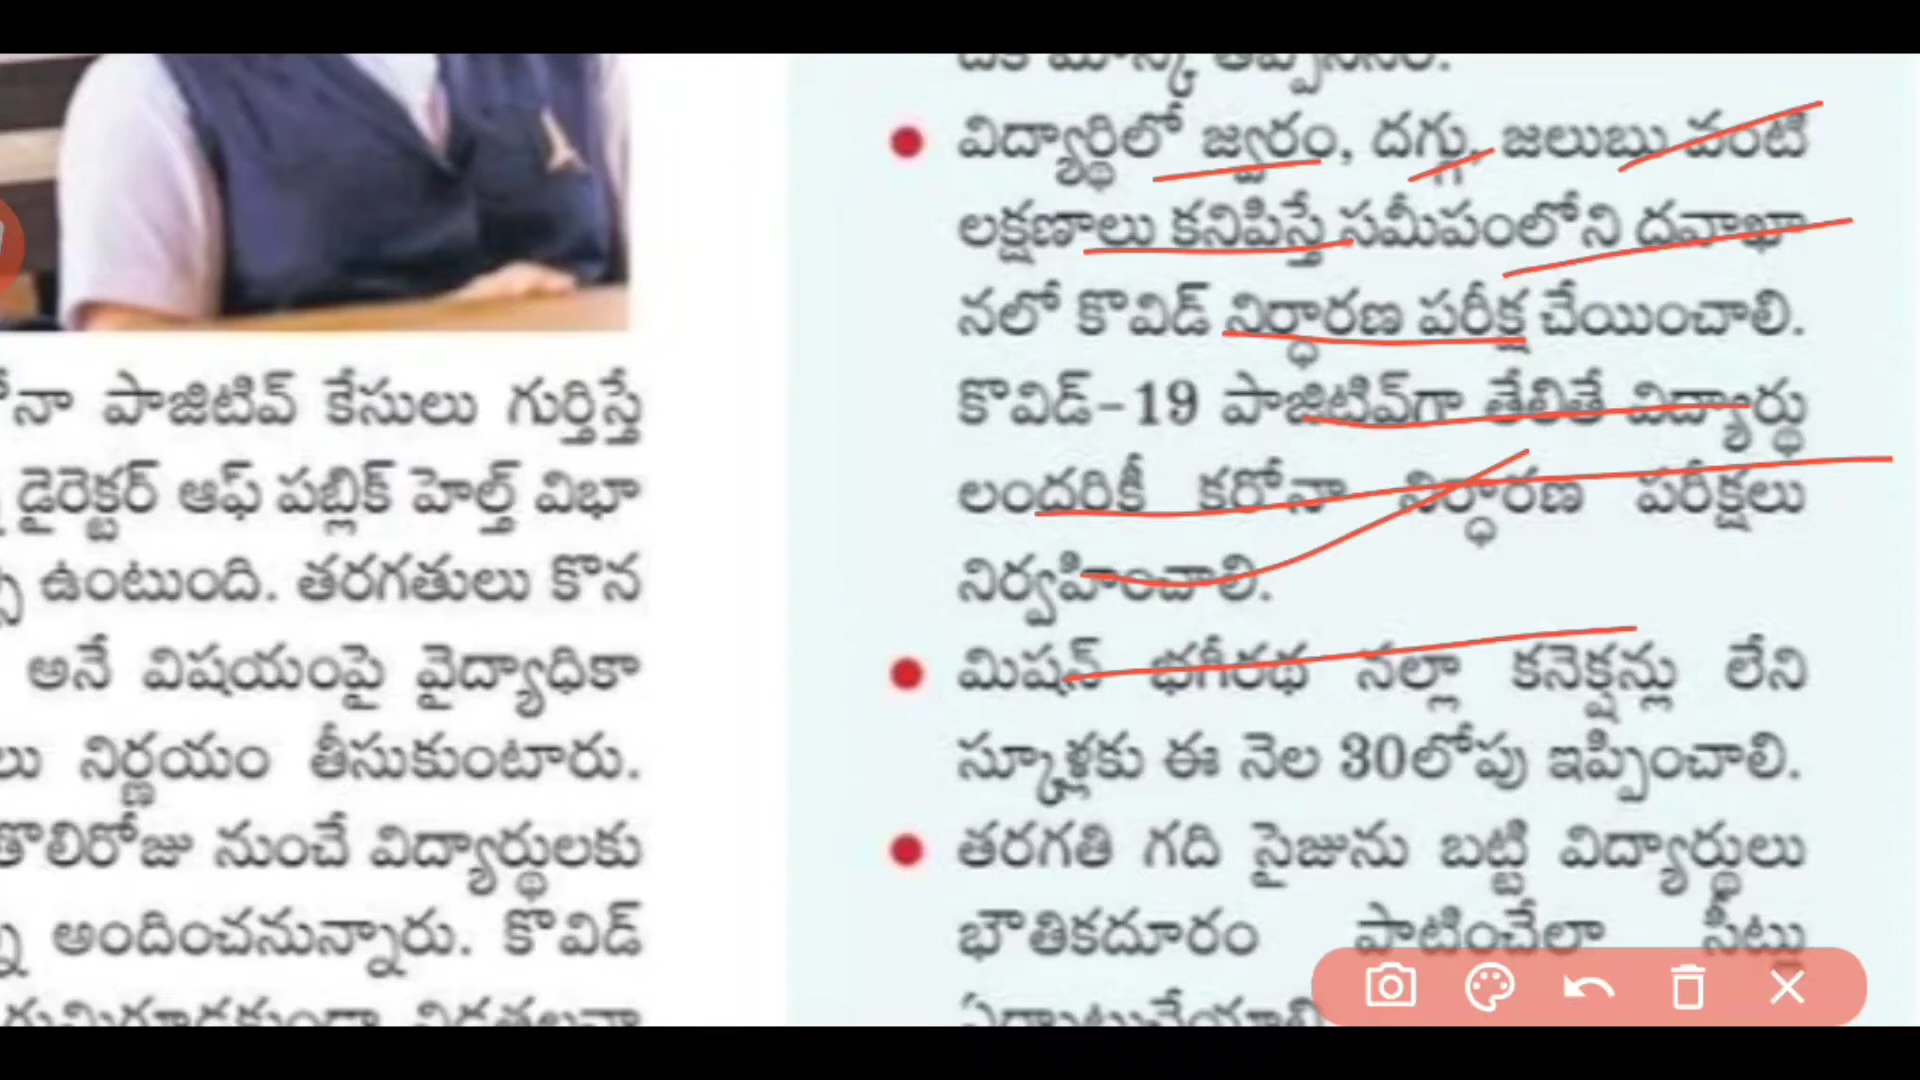 పాజిటివ్ కేసులు గుర్తిస్తే
డైరెక్టర్ ఆఫ్ పబ్లిక్ హెల్త్ విభా
ఉంటుంది. తరగతులు కొన
అనే విషయంపై వైద్యాధికా
నిర్ణయం తీసుకుంటారు.
తొలిరోజు నుంచే విద్యార్థులకు
అందించనున్నారు. కొవిడ్
విద్యార్థిలో జ్వరం, దగ్గు, జలుబు వంటి
లక్షణాలు కనిపిస్తే సమీపంలోని దవాఖా
నలో కొవిడ్ నిర్ధారణ పరీక్ష చేయించాలి.
కొవిడ్-19 పాజిటివ్‌గా తేలితే విద్యార్థు
లందరికీ కరోనా నిర్ధారణ పరీక్షలు
నిర్వహించాలి.
మిషన్ భగీరథ నల్లా కనెక్షన్లు లేని
స్కూళ్లకు ఈ నెల 30లోపు ఇప్పించాలి.
తరగతి గది సైజును బట్టి విద్యార్థులు
భౌతికదూరం పాటించేలా సీట్లు